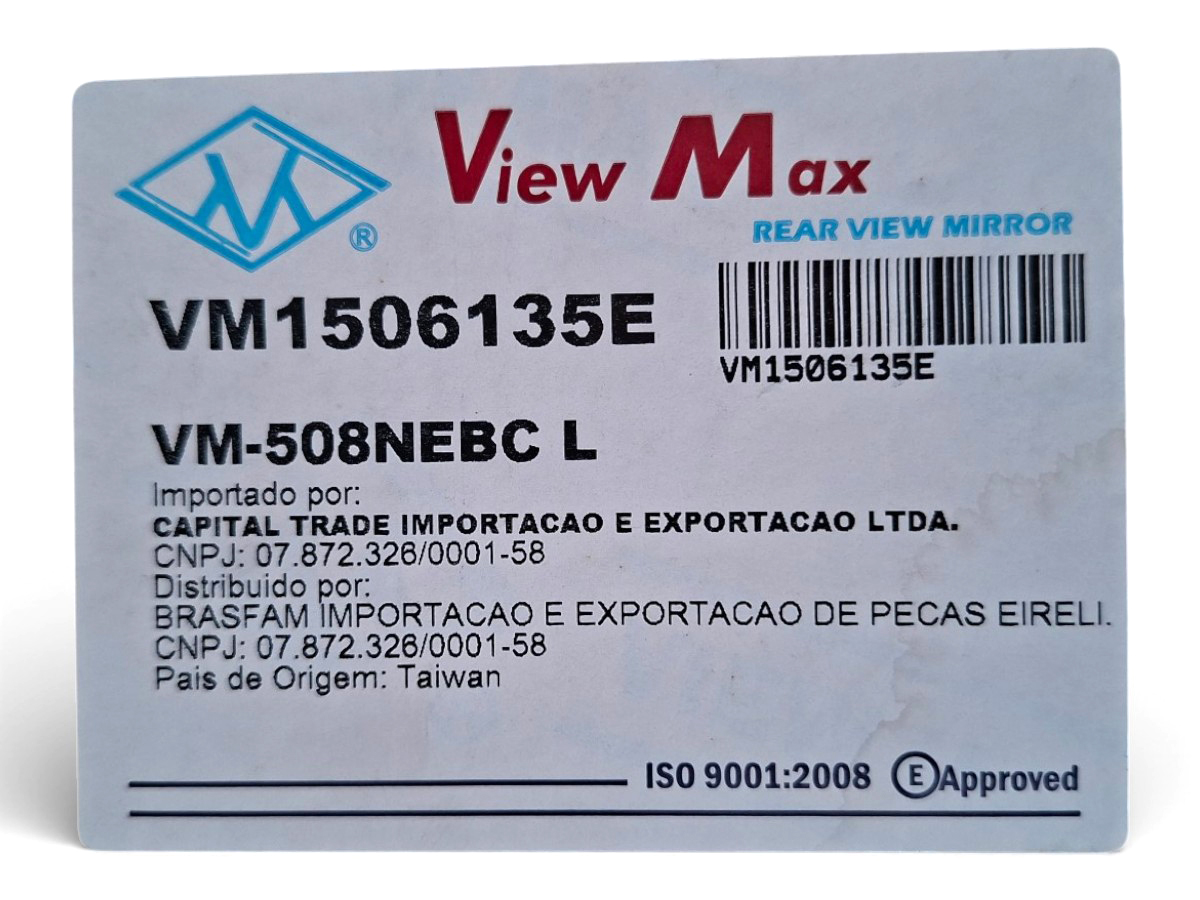 View Max
®
REAR VIEW MIRROR
VM1506135E
VM1506135E
VM-508NEBC L
Importado por:
CAPITAL TRADE IMPORTACAO E EXPORTACAO LTDA.
CNPJ: 07.872.326/0001-58
Distribuido por:
BRASFAM IMPORTACAO E EXPORTACAO DE PECAS EIRELI.
CNPJ: 07.872.326/0001-58
Pais de Origem: Taiwan
ISO 9001:2008 E Approved